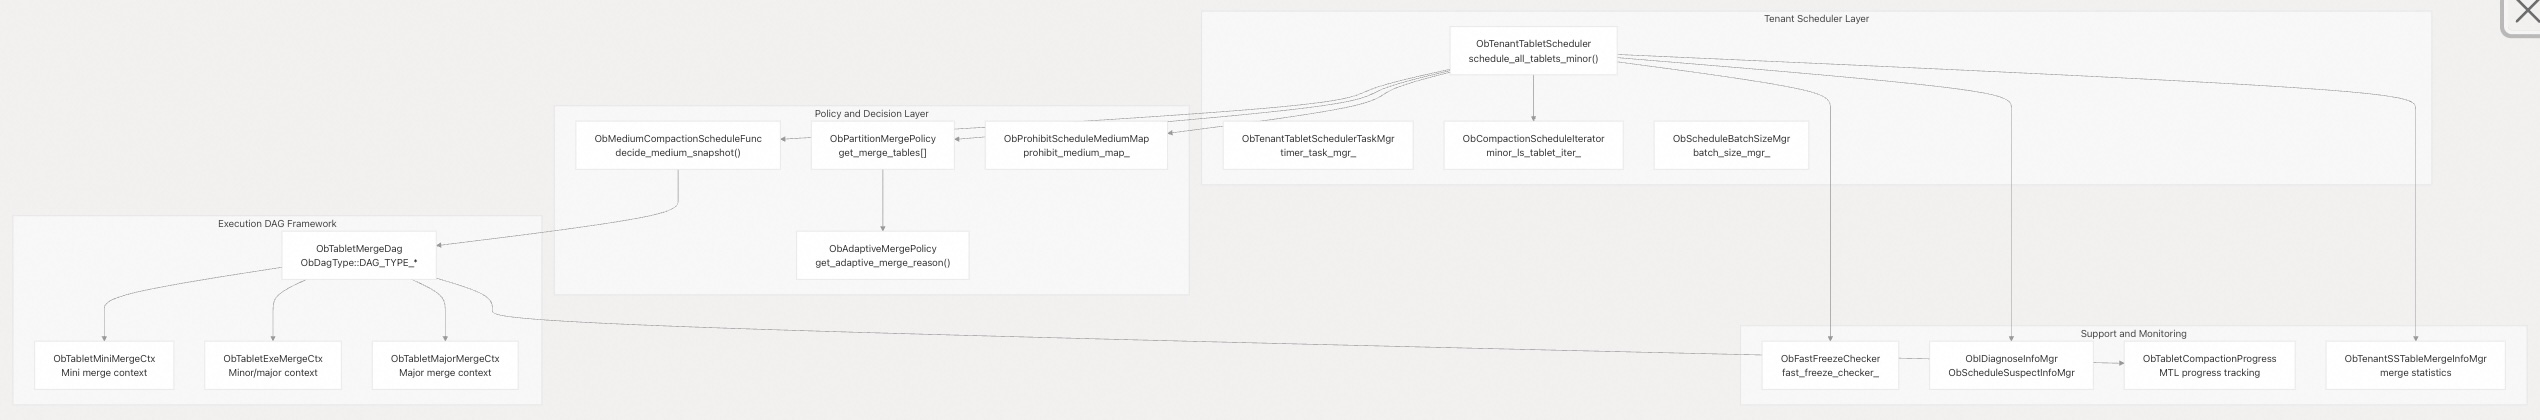 Tenant Scheduler Layer
ObTenantTabletScheduler
schedule_all_tablets_minor()
ObTenantTabletSchedulerTaskMgr
timer_task_mgr_
ObCompactionScheduleIterator
minor_ls_tablet_iter_
ObScheduleBatchSizeMgr
batch_size_mgr_
Policy and Decision Layer
ObMediumCompactionScheduleFunc
decide_medium_snapshot()
ObPartitionMergePolicy
get_merge_tables[]
ObProhibitScheduleMediumMap
prohibit_medium_map_
ObAdaptiveMergePolicy
get_adaptive_merge_reason()
Execution DAG Framework
ObTabletMergeDag
ObDagType::DAG_TYPE_*
ObTabletMiniMergeCtx
Mini merge context
ObTabletExeMergeCtx
Minor/major context
ObTabletMajorMergeCtx
Major merge context
Support and Monitoring
ObFastFreezeChecker
fast_freeze_checker_
ObIDiagnoseInfoMgr
ObScheduleSuspectInfoMgr
ObTabletCompactionProgress
MTL progress tracking
ObTenantSSTableMergeInfoMgr
merge statistics